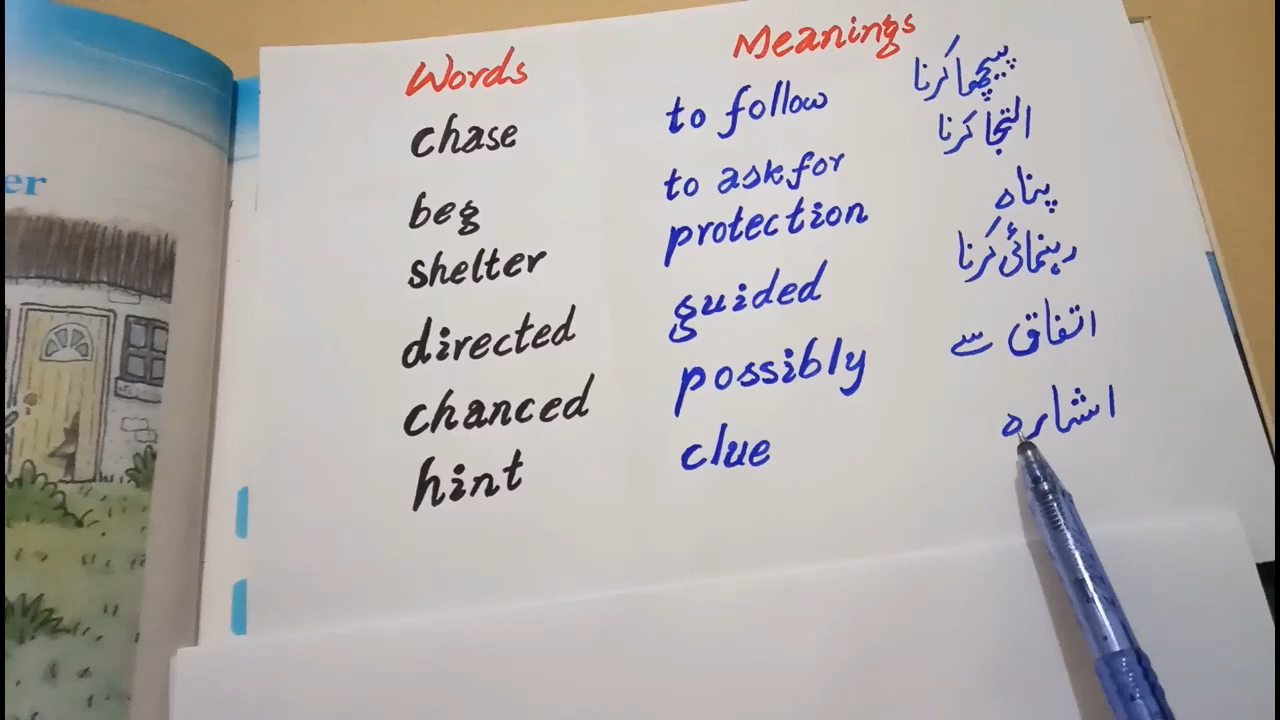 er
Words Meanings
chase to follow پیچھا کرنا
beg to ask for التجا کرنا
shelter protection پناہ
directed guided رہنمائی کرنا
chanced possibly اتفاق سے
hint clue اشارہ